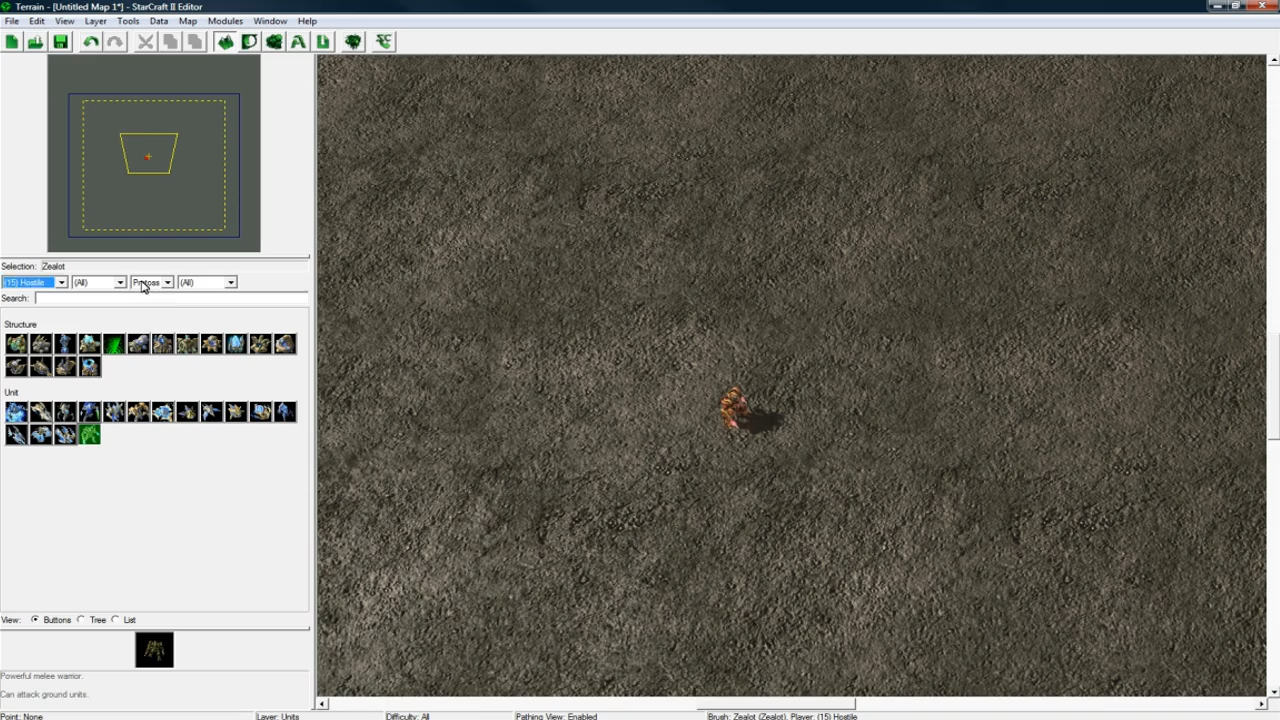 Terrain - [Untitled Map 1*] - StarCraft II Editor
File Edit View Layer Tools Data Map Modules Window Help
Selection: Zealot
(15) Hostile (All) Protoss (All)
Search:
Structure
Unit
View: Buttons Tree List
Powerful melee warrior.
Can attack ground units.
Point: None Layer: Units Difficulty: All Pathing View: Enabled Brush: Zealot (Zealot), Player: (15) Hostile